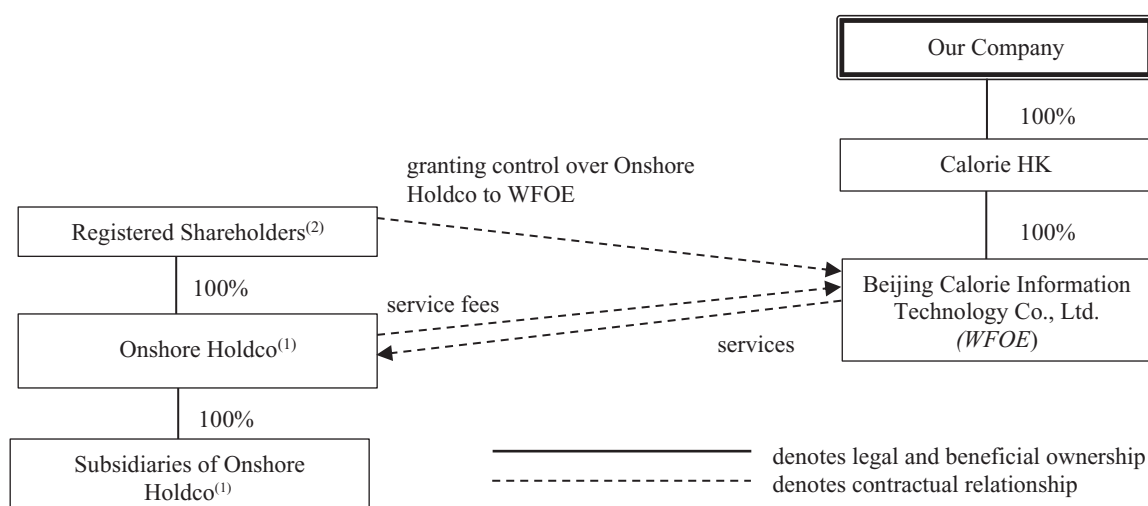 Our Company
100%
Calorie HK
100%
Beijing Calorie Information
Technology Co., Ltd.
(WFOE)
granting control over Onshore
Holdco to WFOE
Registered Shareholders(2)
100%
service fees
services
Onshore Holdco(1)
100%
Subsidiaries of Onshore
Holdco(1)
denotes legal and beneficial ownership
denotes contractual relationship